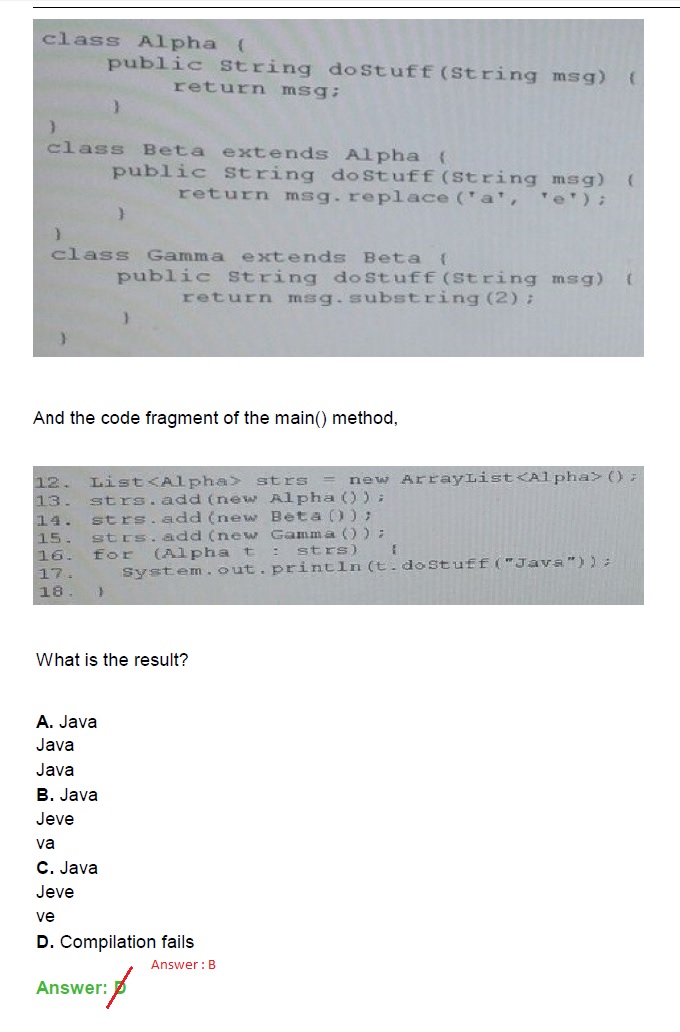 class Alpha {
public String doStuff(String msg) {
return msg;
}
}
class Beta extends Alpha {
public String doStuff(String msg) {
return msg.replace('a', 'e');
}
}
class Gamma extends Beta {
public String doStuff(String msg) {
return msg.substring(2);
}
}
And the code fragment of the main() method,
12. List<Alpha> strs = new ArrayList<Alpha>();
13. strs.add(new Alpha());
14. strs.add(new Beta());
15. strs.add(new Gamma());
16. for (Alpha t : strs) {
17. System.out.println(t.doStuff("Java"));
18. }
What is the result?
A. Java
Java
Java
B. Java
Jeve
va
C. Java
Jeve
ve
D. Compilation fails
Answer : B
Answer: D